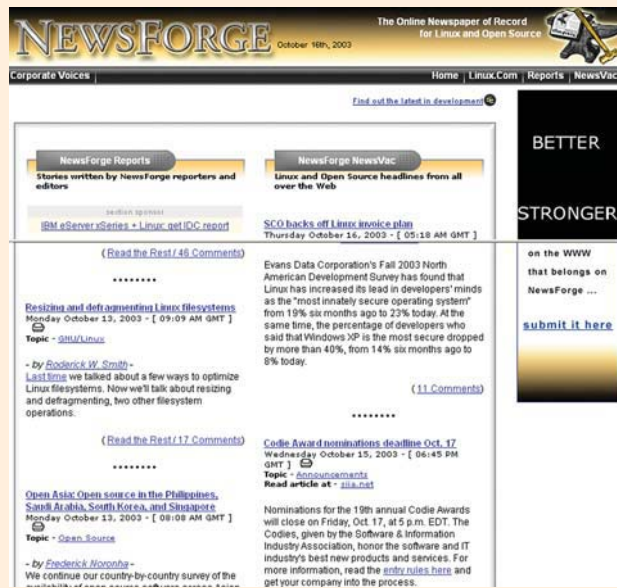 NEWSFORGE
October 16th, 2003
The Online Newspaper of Record
for Linux and Open Source
Corporate Voices
Home | Linux.Com | Reports | NewsVac
Find out the latest in development
NewsForge Reports
Stories written by NewsForge reporters and
editors
section sponsor
IBM eServer xSeries + Linux: get IDC report
(Read the Rest / 46 Comments)
••••••••
Resizing and defragmenting Linux filesystems
Monday October 13, 2003 - [ 09:09 AM GMT ]
Topic - GNU/Linux
- by Roderick W. Smith -
Last time we talked about a few ways to optimize
Linux filesystems. Now we'll talk about resizing
and defragmenting, two other filesystem
operations.
(Read the Rest / 17 Comments)
••••••••
Open Asia: Open source in the Philippines,
Saudi Arabia, South Korea, and Singapore
Monday October 13, 2003 - [ 08:08 AM GMT ]
Topic - Open Source
- by Frederick Noronha -
We continue our country-by-country survey of the
availability of open source software across Asian
NewsForge NewsVac
Linux and Open Source headlines from all
over the Web
SCO backs off Linux invoice plan
Thursday October 16, 2003 - [ 05:18 AM GMT ]
Evans Data Corporation's Fall 2003 North
American Development Survey has found that
Linux has increased its lead in developers' minds
as the "most innately secure operating system"
from 19% six months ago to 23% today. At the
same time, the percentage of developers who
said that Windows XP is the most secure dropped
by more than 40%, from 14% six months ago to
8% today.
(11 Comments)
••••••••
Codie Award nominations deadline Oct. 17
Wednesday October 15, 2003 - [ 06:45 PM
GMT ]
Topic - Announcements
Read article at - siia.net
Nominations for the 19th annual Codie Awards
will close on Friday, Oct. 17, at 5 p.m. EDT. The
Codies, given by the Software & Information
Industry Association, honor the software and IT
industry's best new products and services. For
more information, read the entry rules here and
get your company into the process.
BETTER
STRONGER
on the WWW
that belongs on
NewsForge ...
submit it here